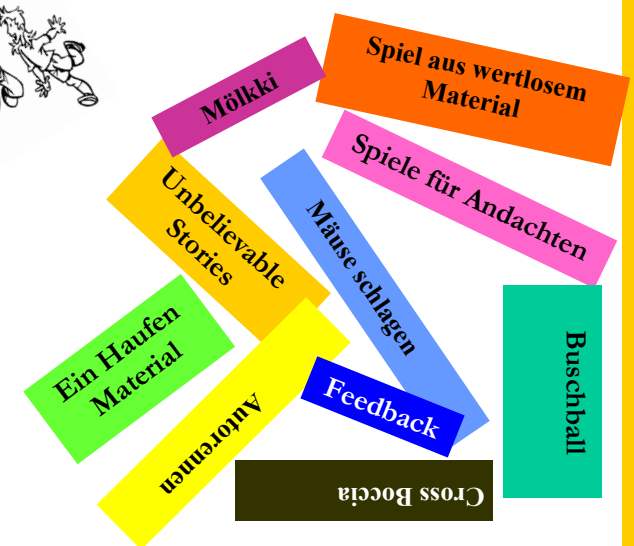 Mölkki
Spiel aus wertlosem
Material
Spiele für Andachten
Unbelievable
Stories
Mäuse schlagen
Ein Haufen
Material
Autorennen
Feedback
Buschball
Cross Boccia